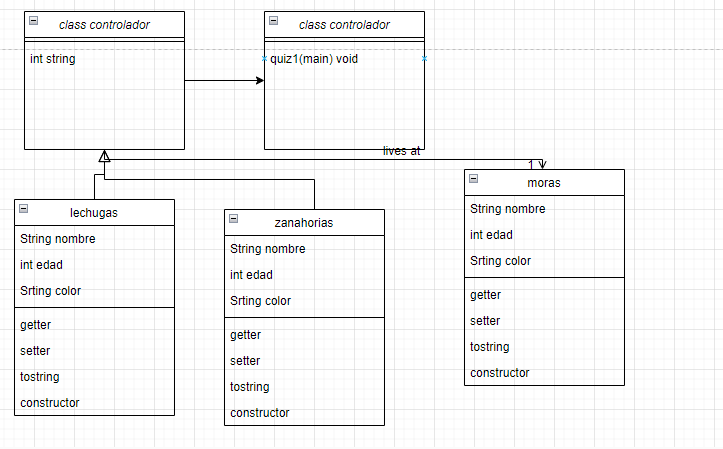 class controlador
int string
class controlador
quiz1(main) void
lives at
1
lechugas
String nombre
int edad
Srting color
getter
setter
tostring
constructor
zanahorias
String nombre
int edad
Srting color
getter
setter
tostring
constructor
moras
String nombre
int edad
Srting color
getter
setter
tostring
constructor